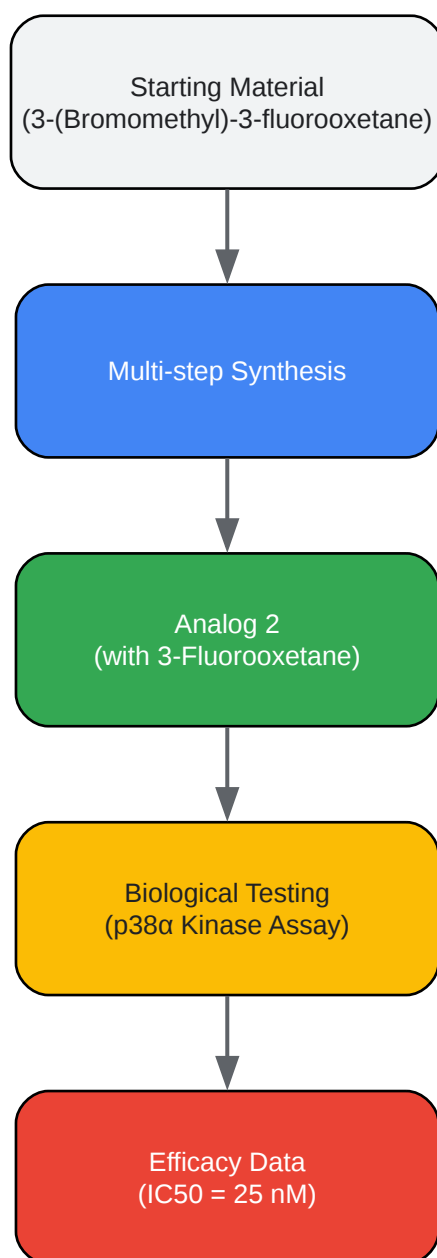 Starting Material
(3-(Bromomethyl)-3-fluorooxetane)
Multi-step Synthesis
Analog 2
(with 3-Fluorooxetane)
Biological Testing
(p38α Kinase Assay)
Efficacy Data
(IC50 = 25 nM)